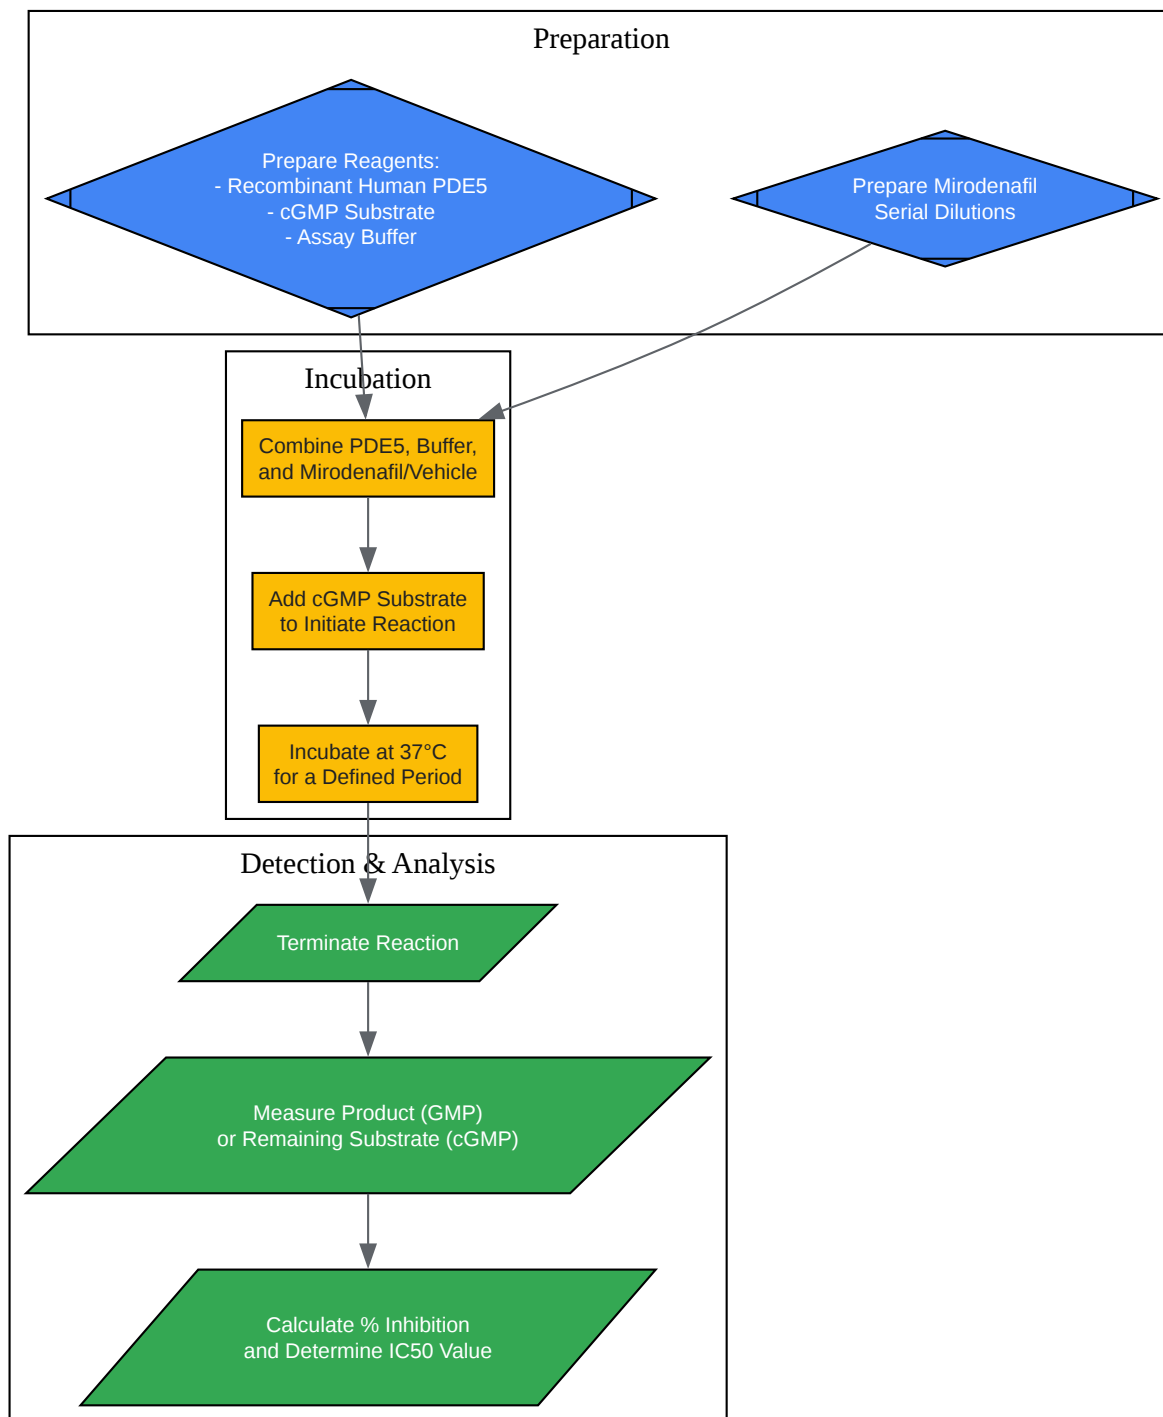 Preparation
Prepare Reagents:
- Recombinant Human PDE5
- cGMP Substrate
- Assay Buffer
Prepare Mirodenafil
Serial Dilutions
Incubation
Combine PDE5, Buffer,
and Mirodenafil/Vehicle
Add cGMP Substrate
to Initiate Reaction
Incubate at 37°C
for a Defined Period
Detection & Analysis
Terminate Reaction
Measure Product (GMP)
or Remaining Substrate (cGMP)
Calculate % Inhibition
and Determine IC50 Value